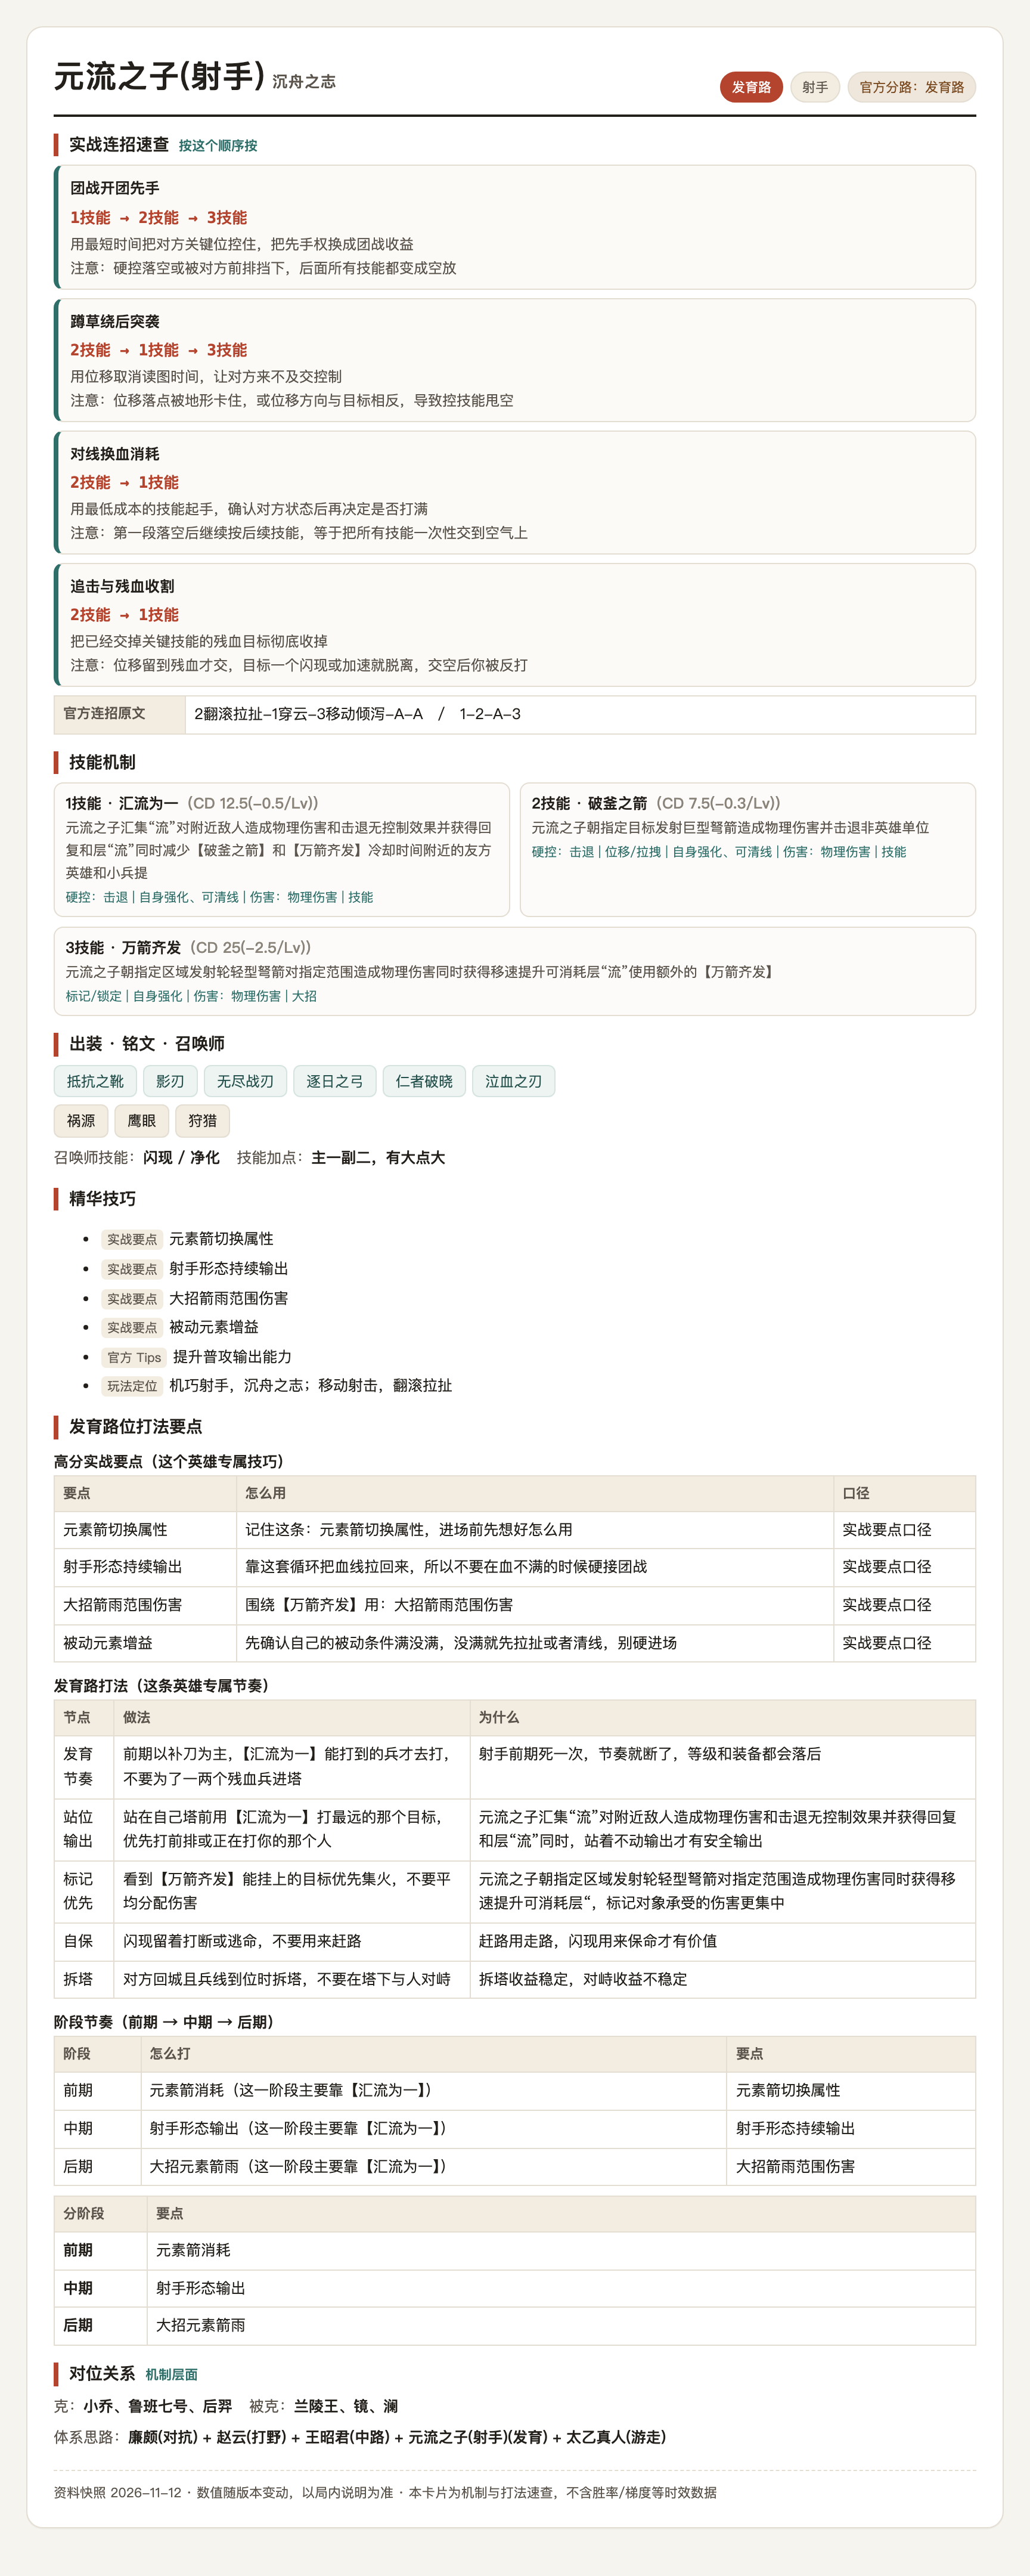 元流之子(射手) 沉舟之志
发育路 射手 官方分路：发育路
实战连招速查 按这个顺序按
团战开团先手
1技能 → 2技能 → 3技能
用最短时间把对方关键位控住，把先手权换成团战收益
注意：硬控落空或被对方前排挡下，后面所有技能都变成空放
蹲草绕后突袭
2技能 → 1技能 → 3技能
用位移取消读图时间，让对方来不及交控制
注意：位移落点被地形卡住，或位移方向与目标相反，导致控技能甩空
对线换血消耗
2技能 → 1技能
用最低成本的技能起手，确认对方状态后再决定是否打满
注意：第一段落空后继续按后续技能，等于把所有技能一次性交到空气上
追击与残血收割
2技能 → 1技能
把已经交掉关键技能的残血目标彻底收掉
注意：位移留到残血才交，目标一个闪现或加速就脱离，交空后你被反打
官方连招原文 2翻滚拉扯-1穿云-3移动倾泻-A-A / 1-2-A-3
技能机制
1技能 · 汇流为一（CD 12.5(-0.5/Lv)）
元流之子汇集“流”对附近敌人造成物理伤害和击退无控制效果并获得回
复和层“流”同时减少【破釜之箭】和【万箭齐发】冷却时间附近的友方
英雄和小兵提
硬控：击退 | 自身强化、可清线 | 伤害：物理伤害 | 技能
2技能 · 破釜之箭（CD 7.5(-0.3/Lv)）
元流之子朝指定目标发射巨型弩箭造成物理伤害并击退非英雄单位
硬控：击退 | 位移/拉拽 | 自身强化、可清线 | 伤害：物理伤害 | 技能
3技能 · 万箭齐发（CD 25(-2.5/Lv)）
元流之子朝指定区域发射轮轻型弩箭对指定范围造成物理伤害同时获得移速提升可消耗层“流”使用额外的【万箭齐发】
标记/锁定 | 自身强化 | 伤害：物理伤害 | 大招
出装 · 铭文 · 召唤师
抵抗之靴 影刃 无尽战刃 逐日之弓 仁者破晓 泣血之刃
祸源 鹰眼 狩猎
召唤师技能：闪现 / 净化 技能加点：主一副二，有大点大
精华技巧
• 实战要点 元素箭切换属性
• 实战要点 射手形态持续输出
• 实战要点 大招箭雨范围伤害
• 实战要点 被动元素增益
• 官方 Tips 提升普攻输出能力
• 玩法定位 机巧射手，沉舟之志；移动射击，翻滚拉扯
发育路位打法要点
高分实战要点（这个英雄专属技巧）
要点 怎么用 口径
元素箭切换属性 记住这条：元素箭切换属性，进场前先想好怎么用 实战要点口径
射手形态持续输出 靠这套循环把血线拉回来，所以不要在血不满的时候硬接团战 实战要点口径
大招箭雨范围伤害 围绕【万箭齐发】用：大招箭雨范围伤害 实战要点口径
被动元素增益 先确认自己的被动条件满没满，没满就先拉扯或者清线，别硬进场 实战要点口径
发育路打法（这条英雄专属节奏）
节点 做法 为什么
发育 前期以补刀为主，【汇流为一】能打到的兵才去打， 射手前期死一次，节奏就断了，等级和装备都会落后
节奏 不要为了一两个残血兵进塔
站位 站在自己塔前用【汇流为一】打最远的那个目标， 元流之子汇集“流”对附近敌人造成物理伤害和击退无控制效果并获得回复
输出 优先打前排或正在打你的那个人 和层“流”同时，站着不动输出才有安全输出
标记 看到【万箭齐发】能挂上的目标优先集火，不要平 元流之子朝指定区域发射轮轻型弩箭对指定范围造成物理伤害同时获得移
优先 均分配伤害 速提升可消耗层“，标记对象承受的伤害更集中
自保 闪现留着打断或逃命，不要用来赶路 赶路用走路，闪现用来保命才有价值
拆塔 对方回城且兵线到位时拆塔，不要在塔下与人对峙 拆塔收益稳定，对峙收益不稳定
阶段节奏（前期 → 中期 → 后期）
阶段 怎么打 要点
前期 元素箭消耗（这一阶段主要靠【汇流为一】） 元素箭切换属性
中期 射手形态输出（这一阶段主要靠【汇流为一】） 射手形态持续输出
后期 大招元素箭雨（这一阶段主要靠【汇流为一】） 大招箭雨范围伤害
分阶段 要点
前期 元素箭消耗
中期 射手形态输出
后期 大招元素箭雨
对位关系 机制层面
克：小乔、鲁班七号、后羿 被克：兰陵王、镜、澜
体系思路：廉颇(对抗) + 赵云(打野) + 王昭君(中路) + 元流之子(射手)(发育) + 太乙真人(游走)
资料快照 2026-11-12 · 数值随版本变动，以局内说明为准 · 本卡片为机制与打法速查，不含胜率/梯度等时效数据